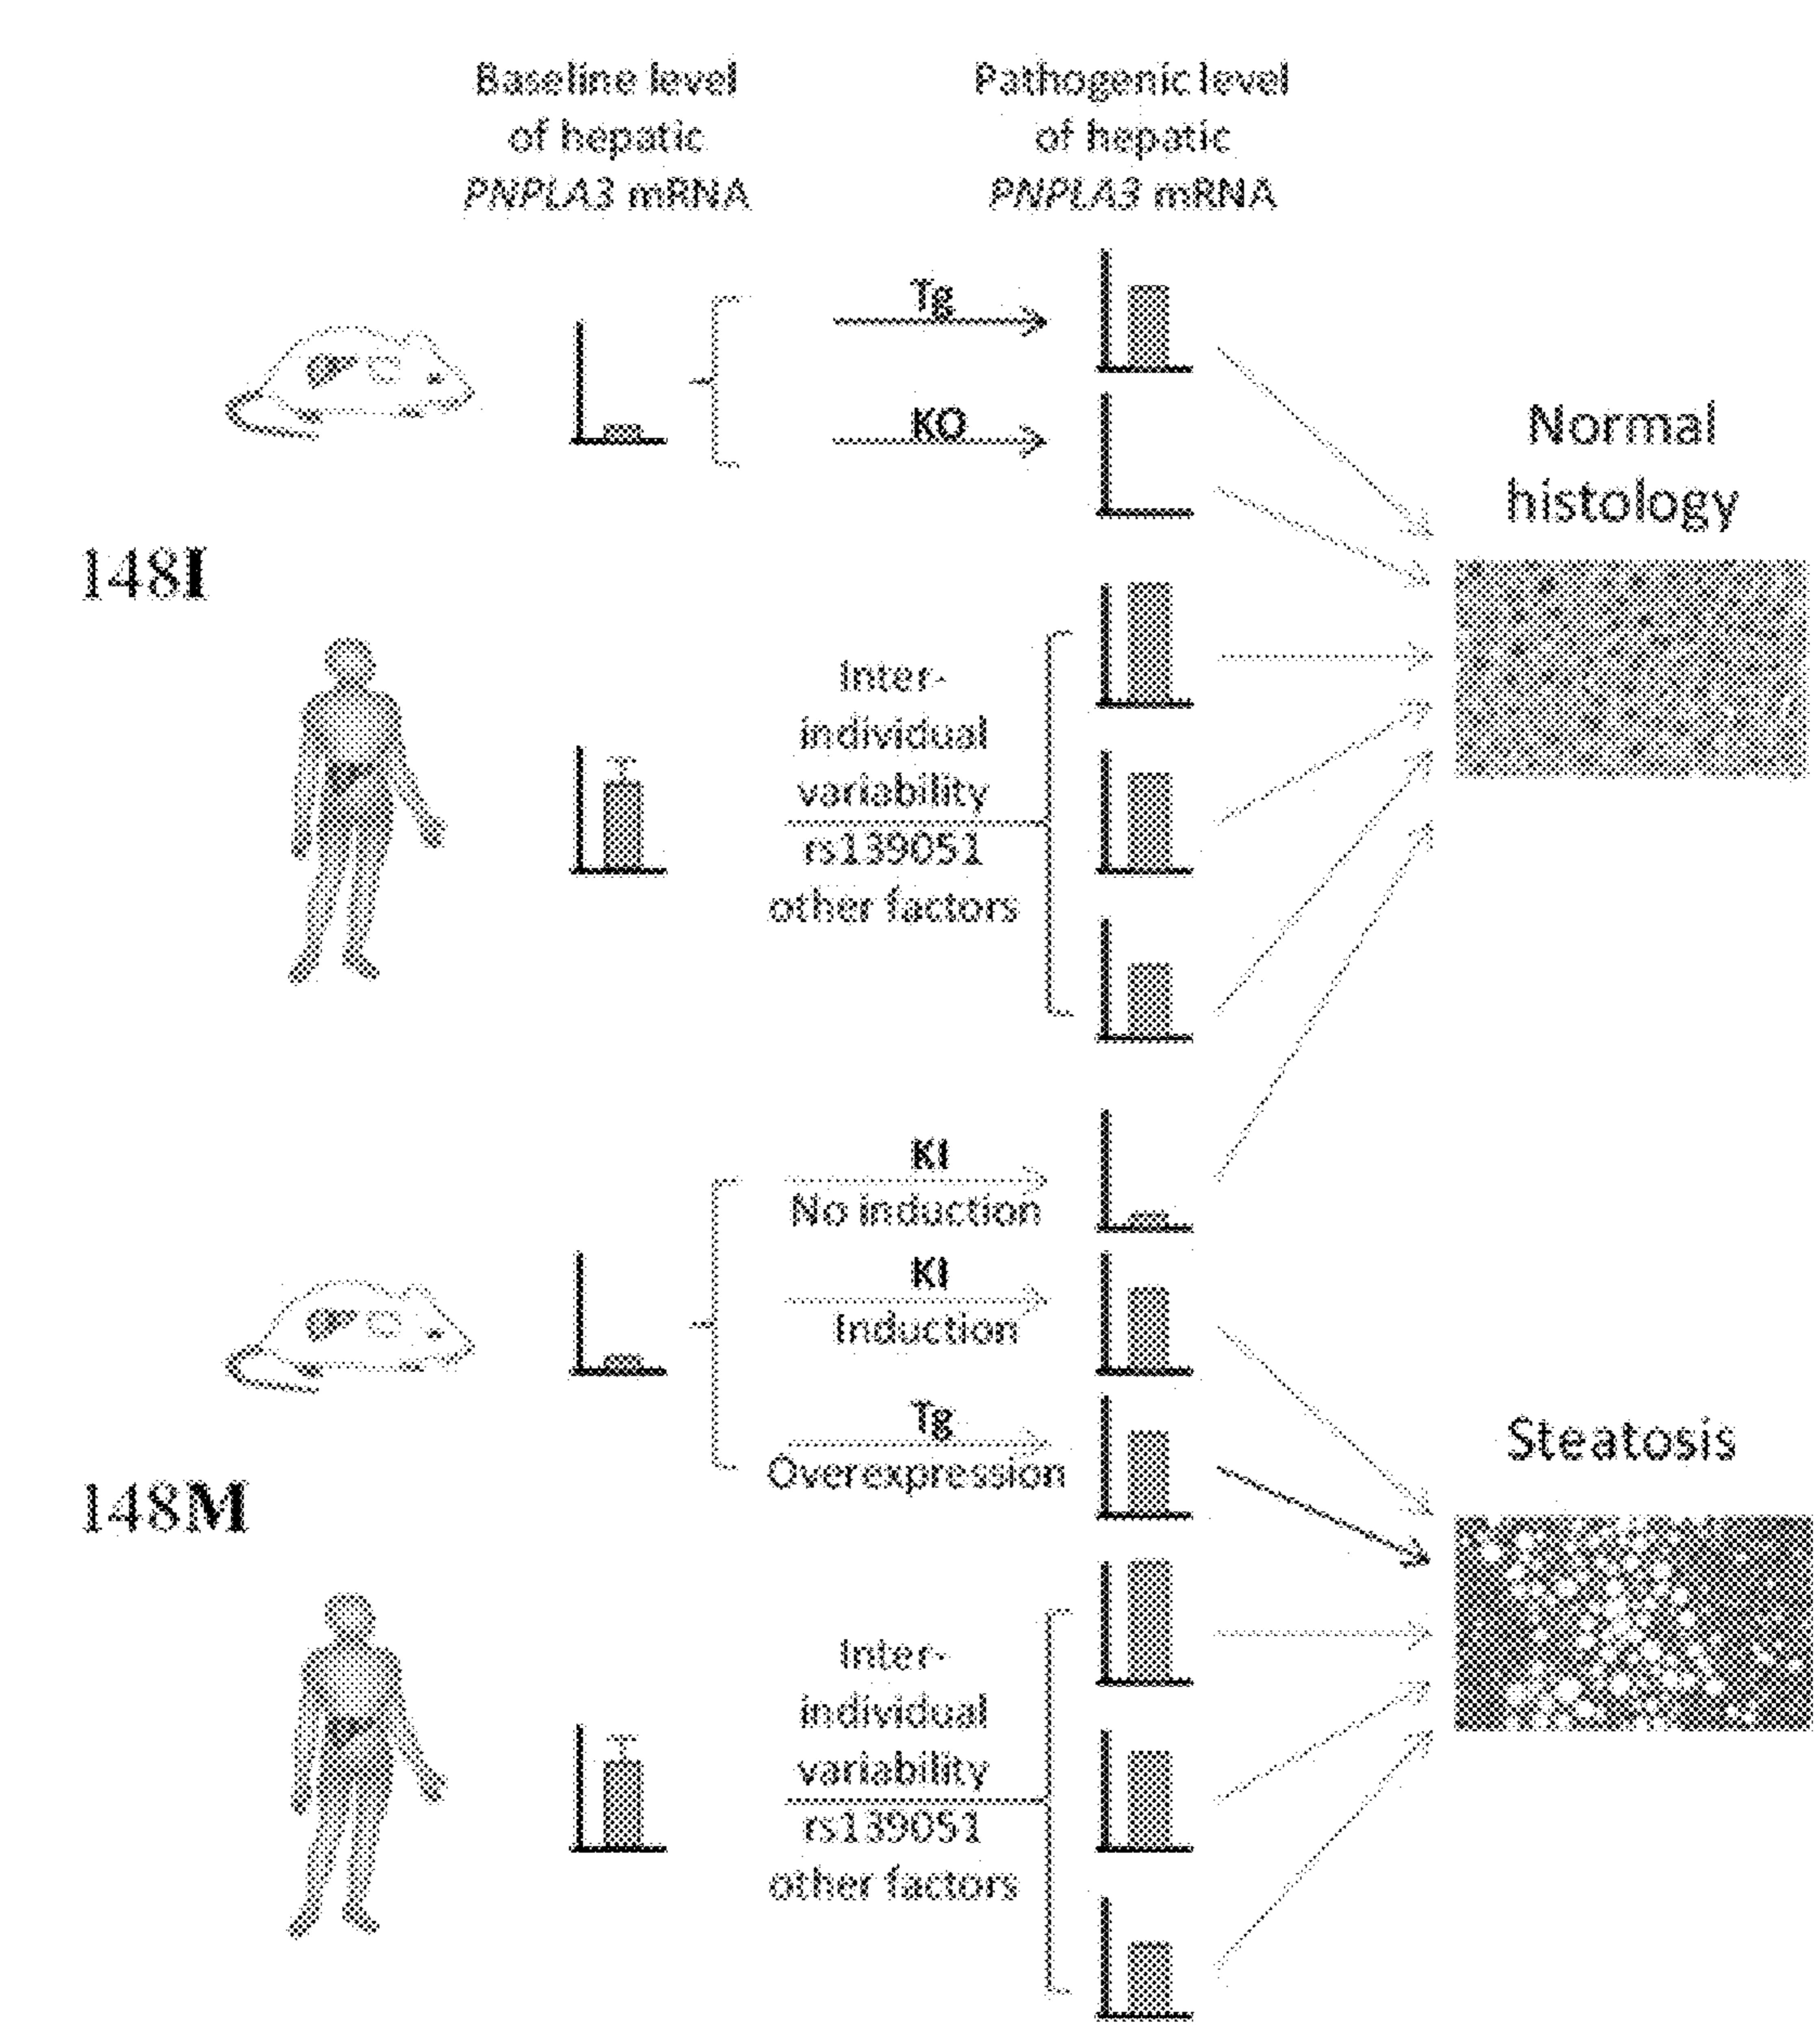 Baseline level
of hepatic
PNPLA3 mRNA
Pathogenic level
of hepatic
PNPLA3 mRNA
Tg
KO
Normal
histology
148I
Inter-
individual
variability
rs139051
other factors
KI
No induction
KI
Induction
Tg
Overexpression
Steatosis
148M
Inter-
individual
variability
rs139051
other factors